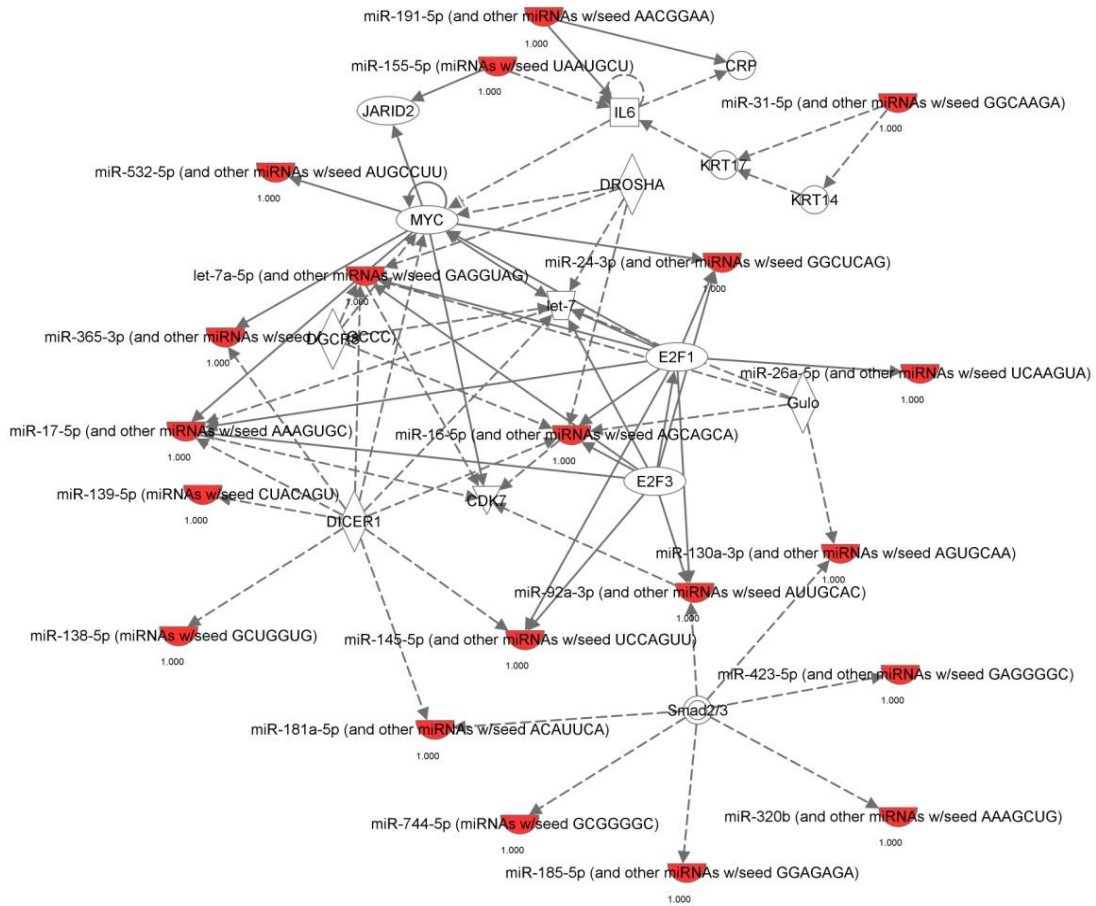 miR-191-5p (and other miRNAs w/seed AACGGAA)
1.000
miR-155-5p (miRNAs w/seed UAAUGCU)
1.000
CRP
JARID2
IL6
miR-31-5p (and other miRNAs w/seed GGCAAGA)
1.000
KRT17
miR-532-5p (and other miRNAs w/seed AUGCCUU)
1.000
DROSHA
KRT14
MYC
miR-24-3p (and other miRNAs w/seed GGCUCAG)
1.000
let-7a-5p (and other miRNAs w/seed GAGGUAG)
1.000
let-7
miR-365-3p (and other miRNAs w/seed
GCCC)
1.000
DGCR8
E2F1
miR-26a-5p (and other miRNAs w/seed UCAAGUA)
1.000
Gulo
miR-17-5p (and other miRNAs w/seed AAAGUGC)
1.000
miR-16-5p (and other miRNAs w/seed AGCAGCA)
1.000
E2F3
miR-139-5p (miRNAs w/seed CUACAGU)
1.000
CDK7
DICER1
miR-130a-3p (and other miRNAs w/seed AGUGCAA)
1.000
miR-92a-3p (and other miRNAs w/seed AUUGCAC)
1.000
miR-138-5p (miRNAs w/seed GCUGGUG)
1.000
miR-145-5p (and other miRNAs w/seed UCCAGUU)
1.000
miR-423-5p (and other miRNAs w/seed GAGGGGC)
1.000
Smad2/3
miR-181a-5p (and other miRNAs w/seed ACAUUCA)
1.000
miR-744-5p (miRNAs w/seed GCGGGGC)
1.000
miR-320b (and other miRNAs w/seed AAAGCUG)
1.000
miR-185-5p (and other miRNAs w/seed GGAGAGA)
1.000